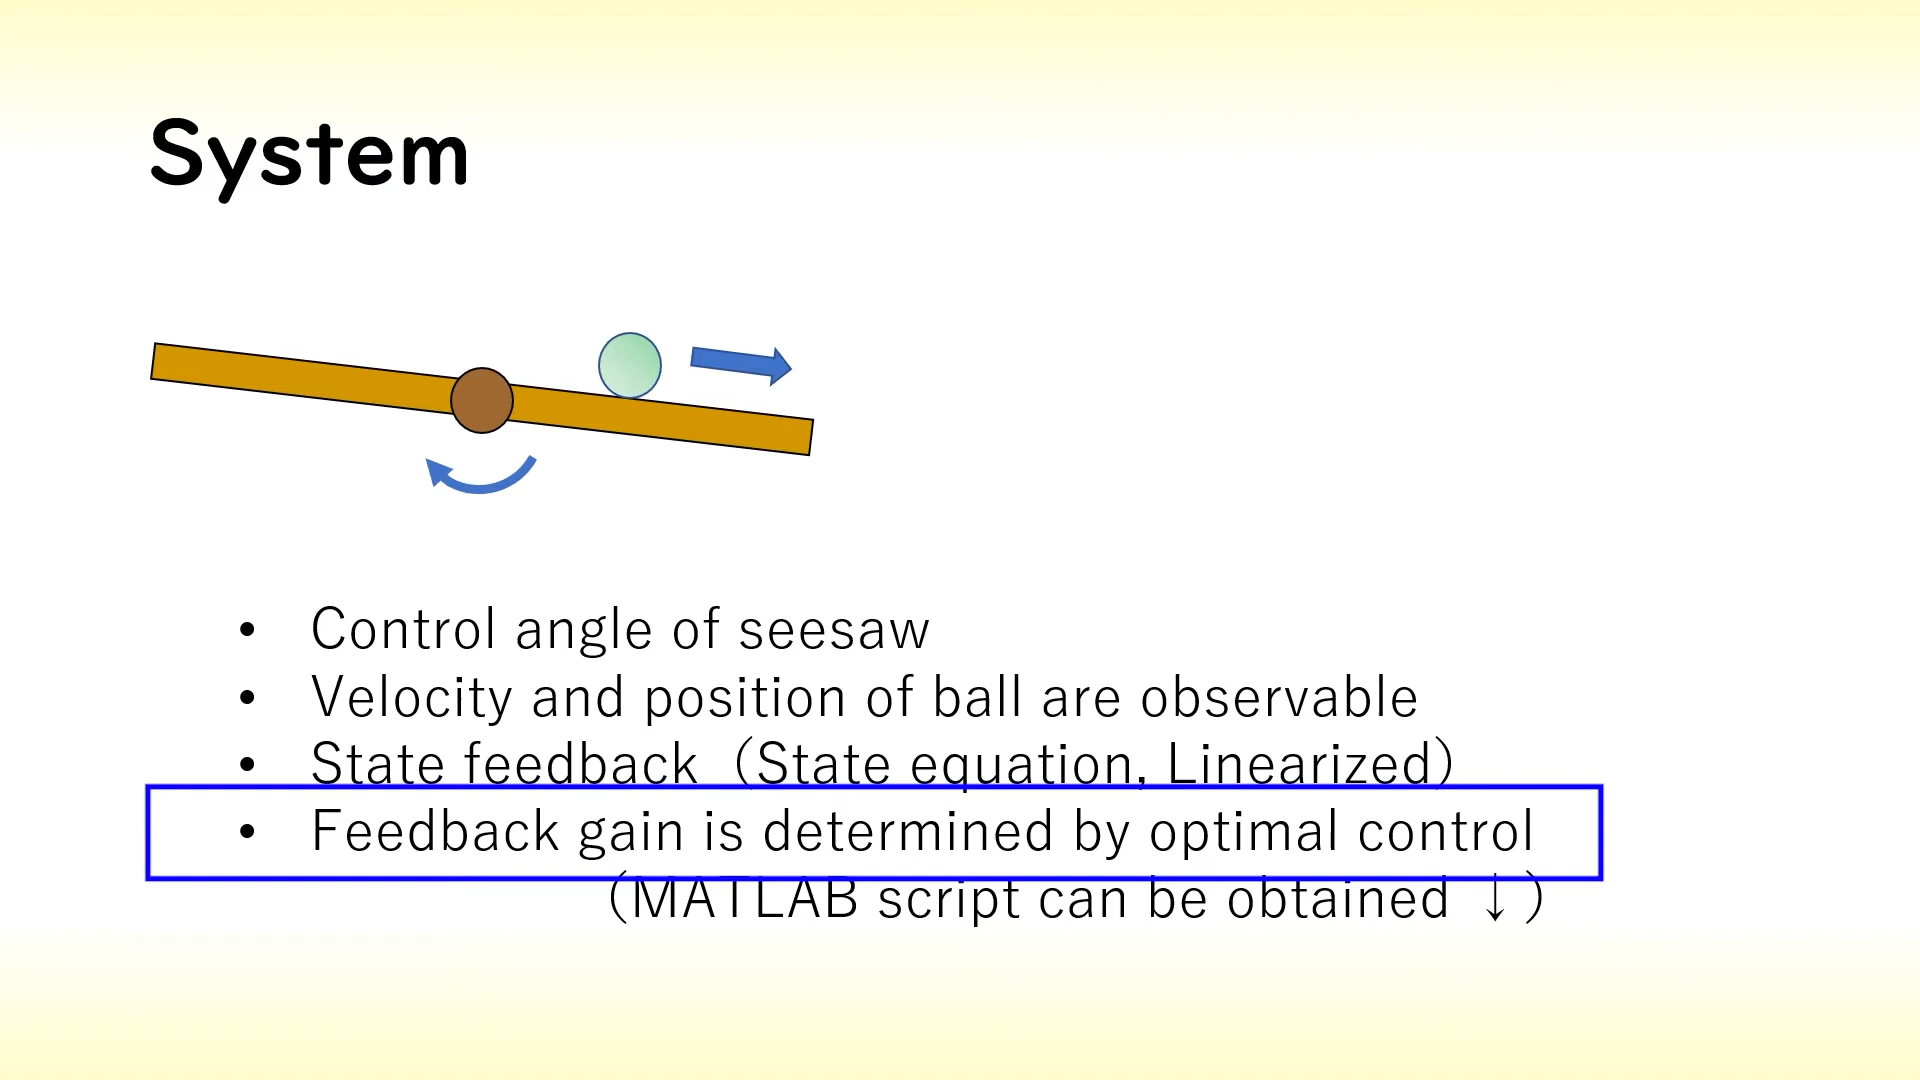 System
• Control angle of seesaw
• Velocity and position of ball are observable
• State feedback（State equation, Linearized）
• Feedback gain is determined by optimal control
（MATLAB script can be obtained ↓）